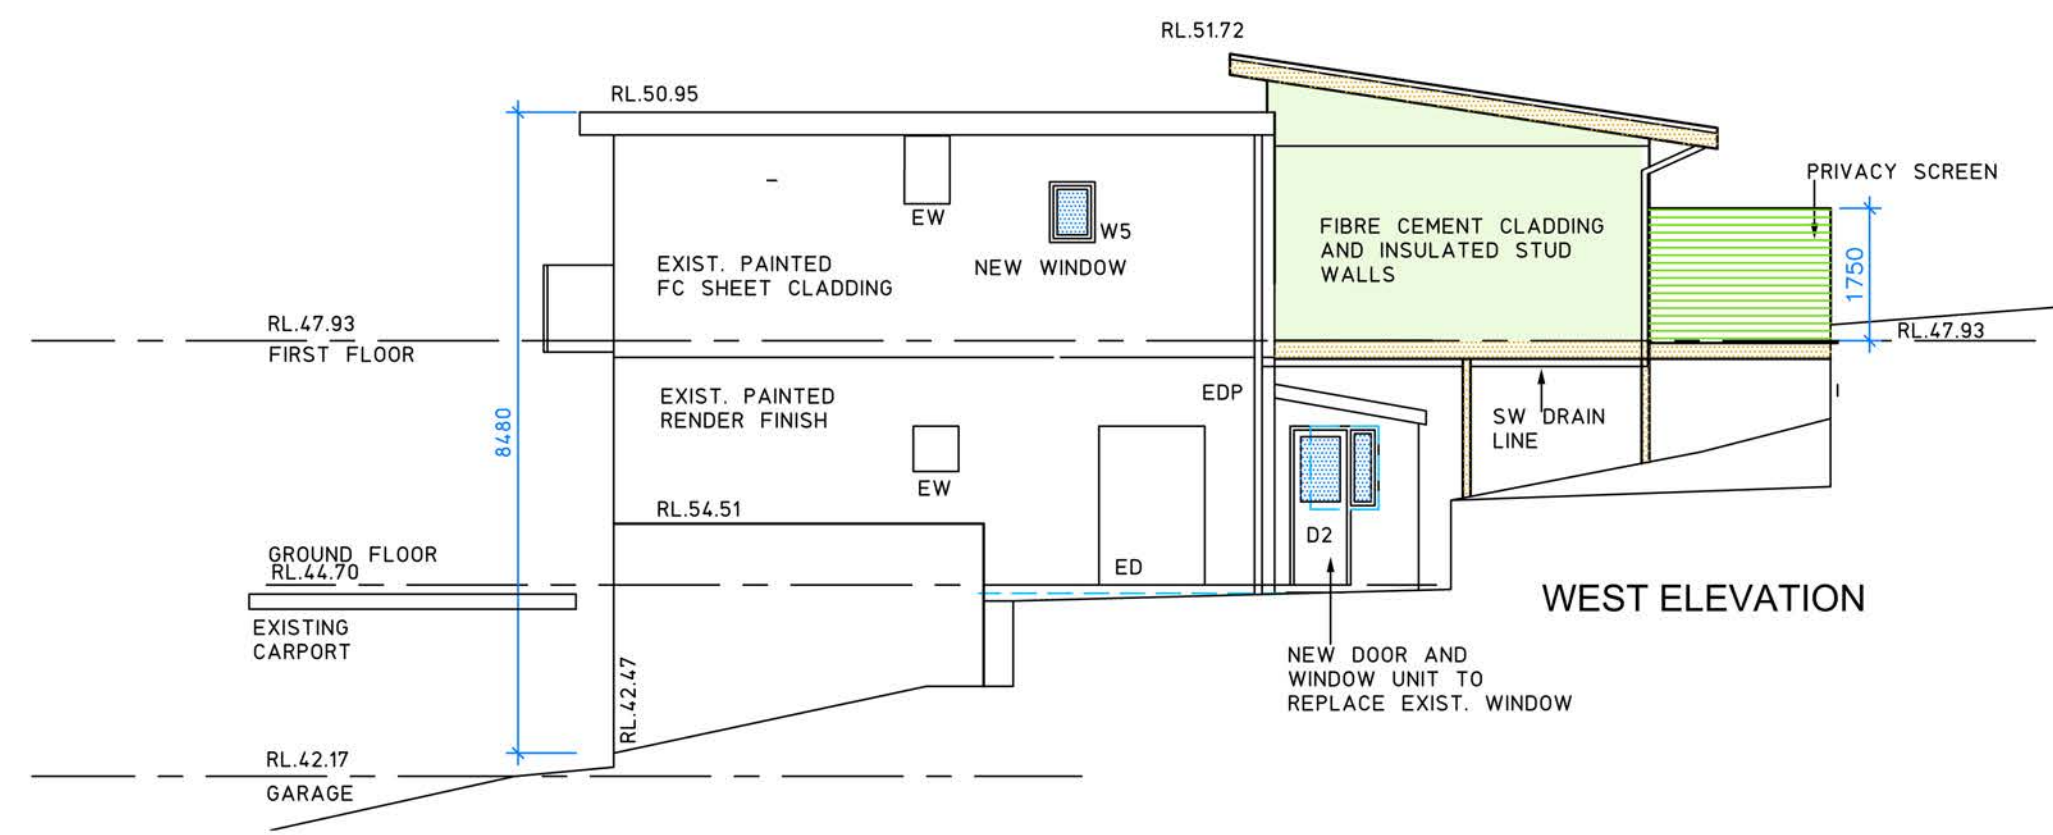 RL.51.72
RL.50.95
PRIVACY SCREEN
EW
W5
NEW WINDOW
EXIST. PAINTED
FC SHEET CLADDING
FIBRE CEMENT CLADDING
AND INSULATED STUD
WALLS
1750
RL.47.93
FIRST FLOOR
RL.47.93
EXIST. PAINTED
RENDER FINISH
EDP
8480
SW DRAIN
LINE
EW
RL.54.51
D2
GROUND FLOOR
RL.44.70
ED
WEST ELEVATION
EXISTING
CARPORT
RL.42.47
NEW DOOR AND
WINDOW UNIT TO
REPLACE EXIST. WINDOW
RL.42.17
GARAGE